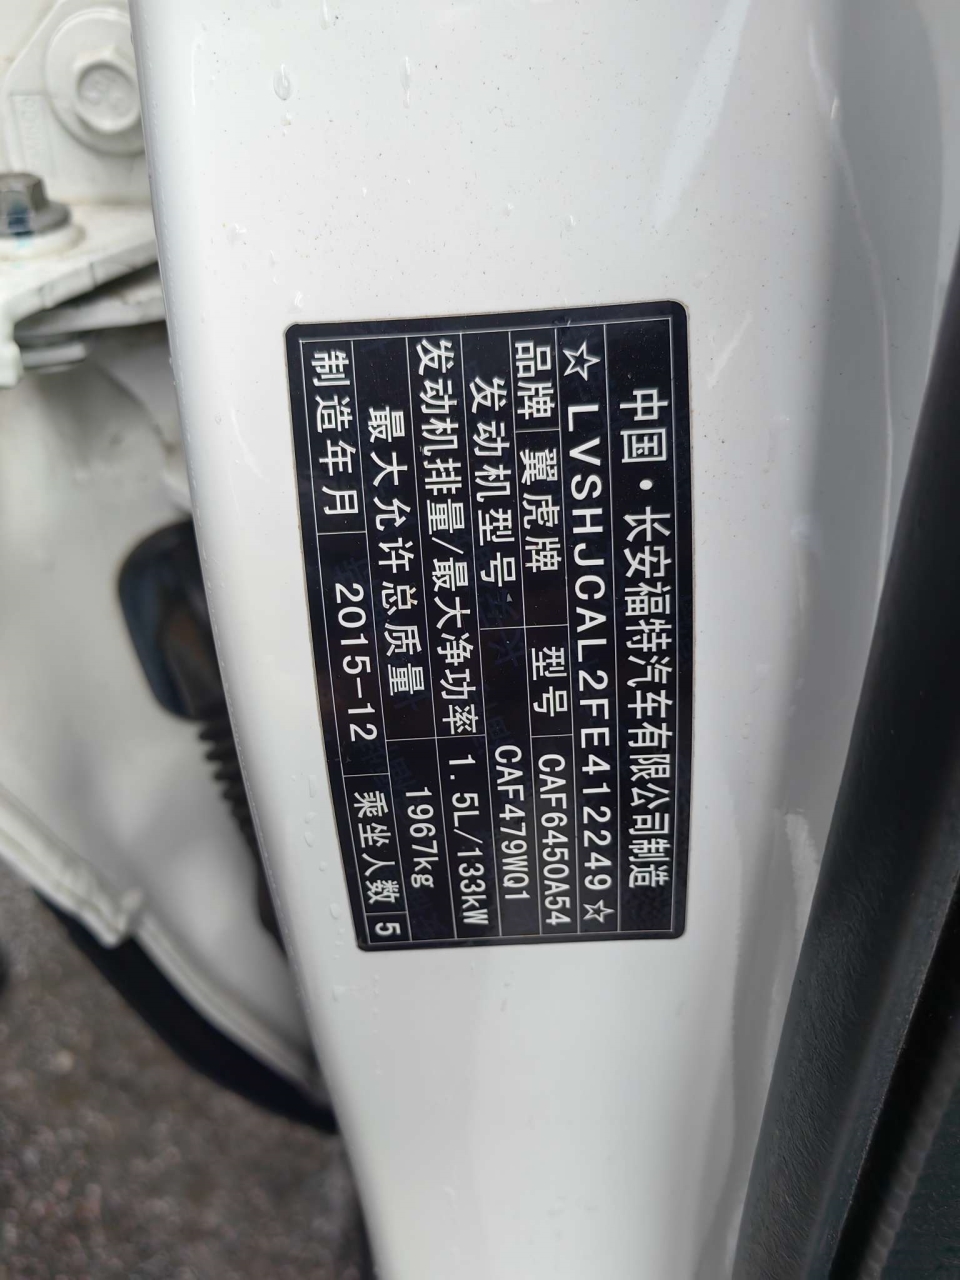 中国·长安福特汽车有限公司制造
☆LVSHJCAL2FE412249☆
品牌 翼虎牌 型号 CAF6450A54
发动机型号 CAF479WQ1
发动机排量/最大净功率 1.5L/133kW
最大允许总质量 1967kg
制造年月 2015-12 乘坐人数 5